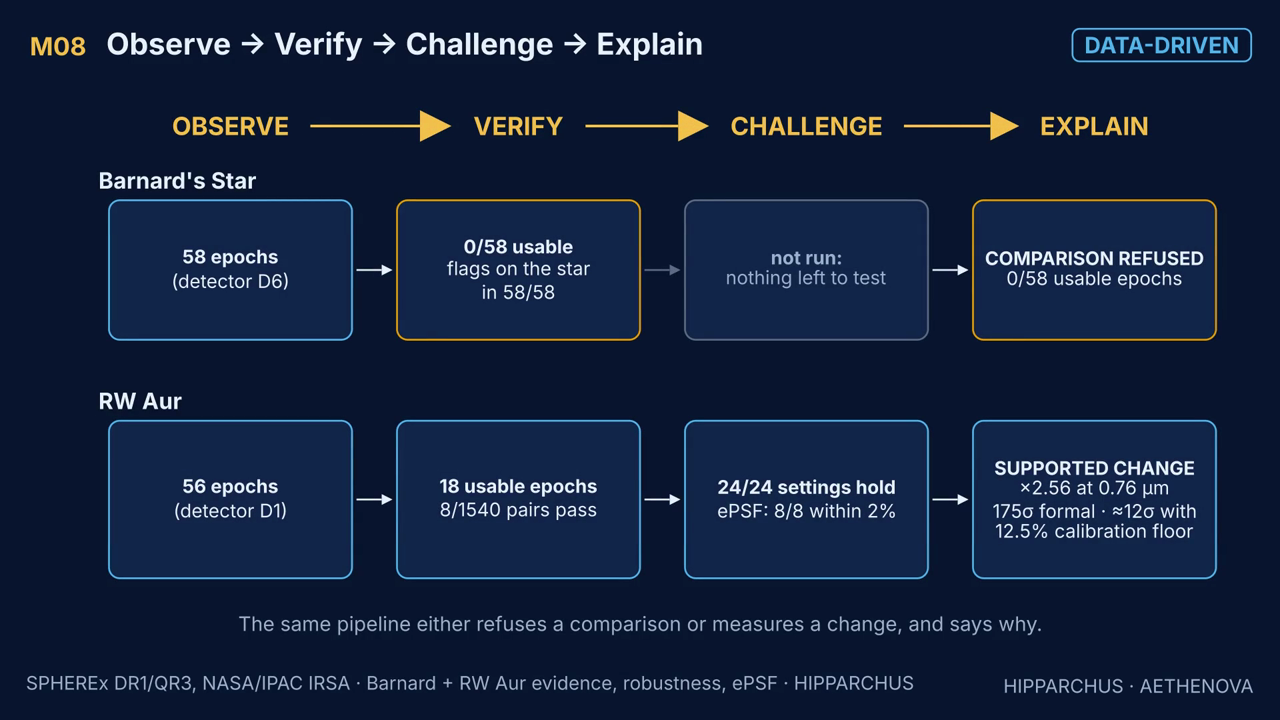 M08 Observe → Verify → Challenge → Explain
DATA-DRIVEN
OBSERVE
VERIFY
CHALLENGE
EXPLAIN
Barnard's Star
58 epochs
(detector D6)
0/58 usable
flags on the star
in 58/58
not run:
nothing left to test
COMPARISON REFUSED
0/58 usable epochs
RW Aur
56 epochs
(detector D1)
18 usable epochs
8/1540 pairs pass
24/24 settings hold
ePSF: 8/8 within 2%
SUPPORTED CHANGE
×2.56 at 0.76 μm
175σ formal · ≈12σ with
12.5% calibration floor
The same pipeline either refuses a comparison or measures a change, and says why.
SPHEREx DR1/QR3, NASA/IPAC IRSA · Barnard + RW Aur evidence, robustness, ePSF · HIPPARCHUS
HIPPARCHUS · AETHENOVA